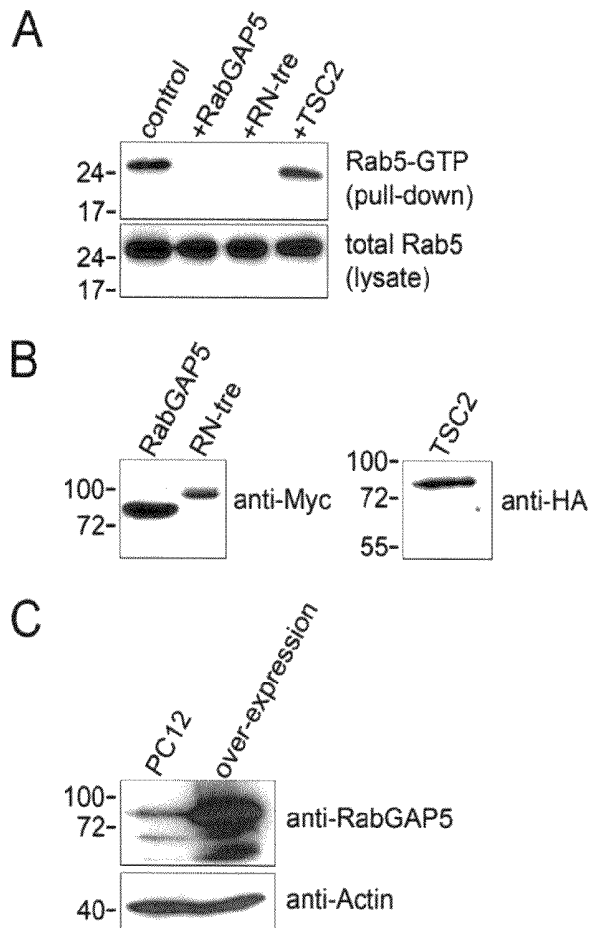 A
control
+RabGAP5
+RN-tre
+TSC2
24-
17-
Rab5-GTP
(pull-down)
24-
17-
total Rab5
(lysate)
B
RabGAP5
RN-tre
100-
72-
anti-Myc
TSC2
100-
72-
55-
anti-HA
C
PC12
over-expression
100-
72-
anti-RabGAP5
40-
anti-Actin